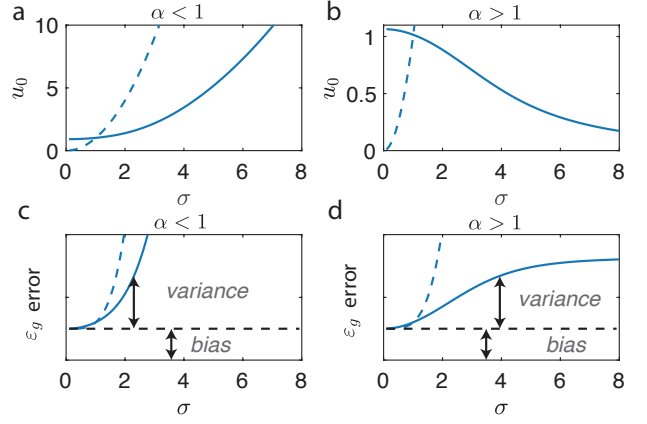 a
α < 1
10
5
0
u₀
0 2 4 6 8
σ
b
α > 1
1
0.5
0
u₀
0 2 4 6 8
σ
c
α < 1
ε_g error
variance
bias
0 2 4 6 8
σ
d
α > 1
ε_g error
variance
bias
0 2 4 6 8
σ